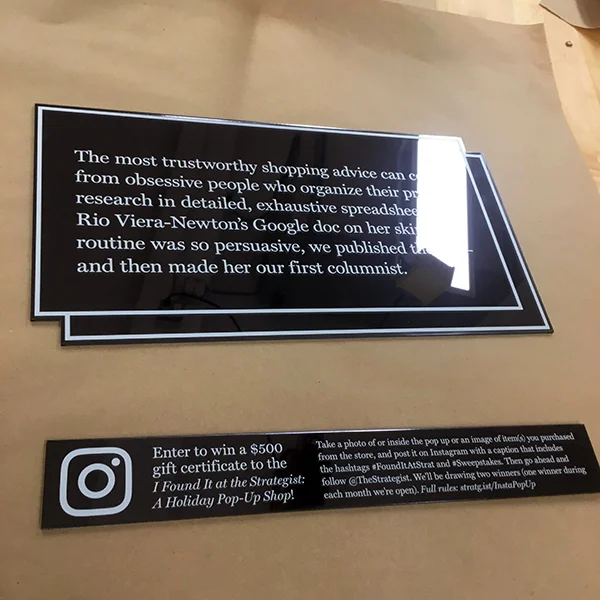 The most trustworthy shopping advice can
from obsessive people who organize their
research in detailed, exhaustive
Rio Viera-Newton's Google doc on her
routine was so persuasive, we published
and then made her our first columnist.
Enter to win a $500
gift certificate to the
I Found It at the Strategist:
A Holiday Pop-Up Shop!
Take a photo of or inside the pop up or an image of item(s) you purchased
from the store, and post it on Instagram with a caption that includes
the hashtags #FoundItAtStrat and #Sweepstakes. Then go ahead and
follow @TheStrategist. We'll be drawing two winners (one winner during
each month we're open). Full rules: stratg.ist/InstaPopUp